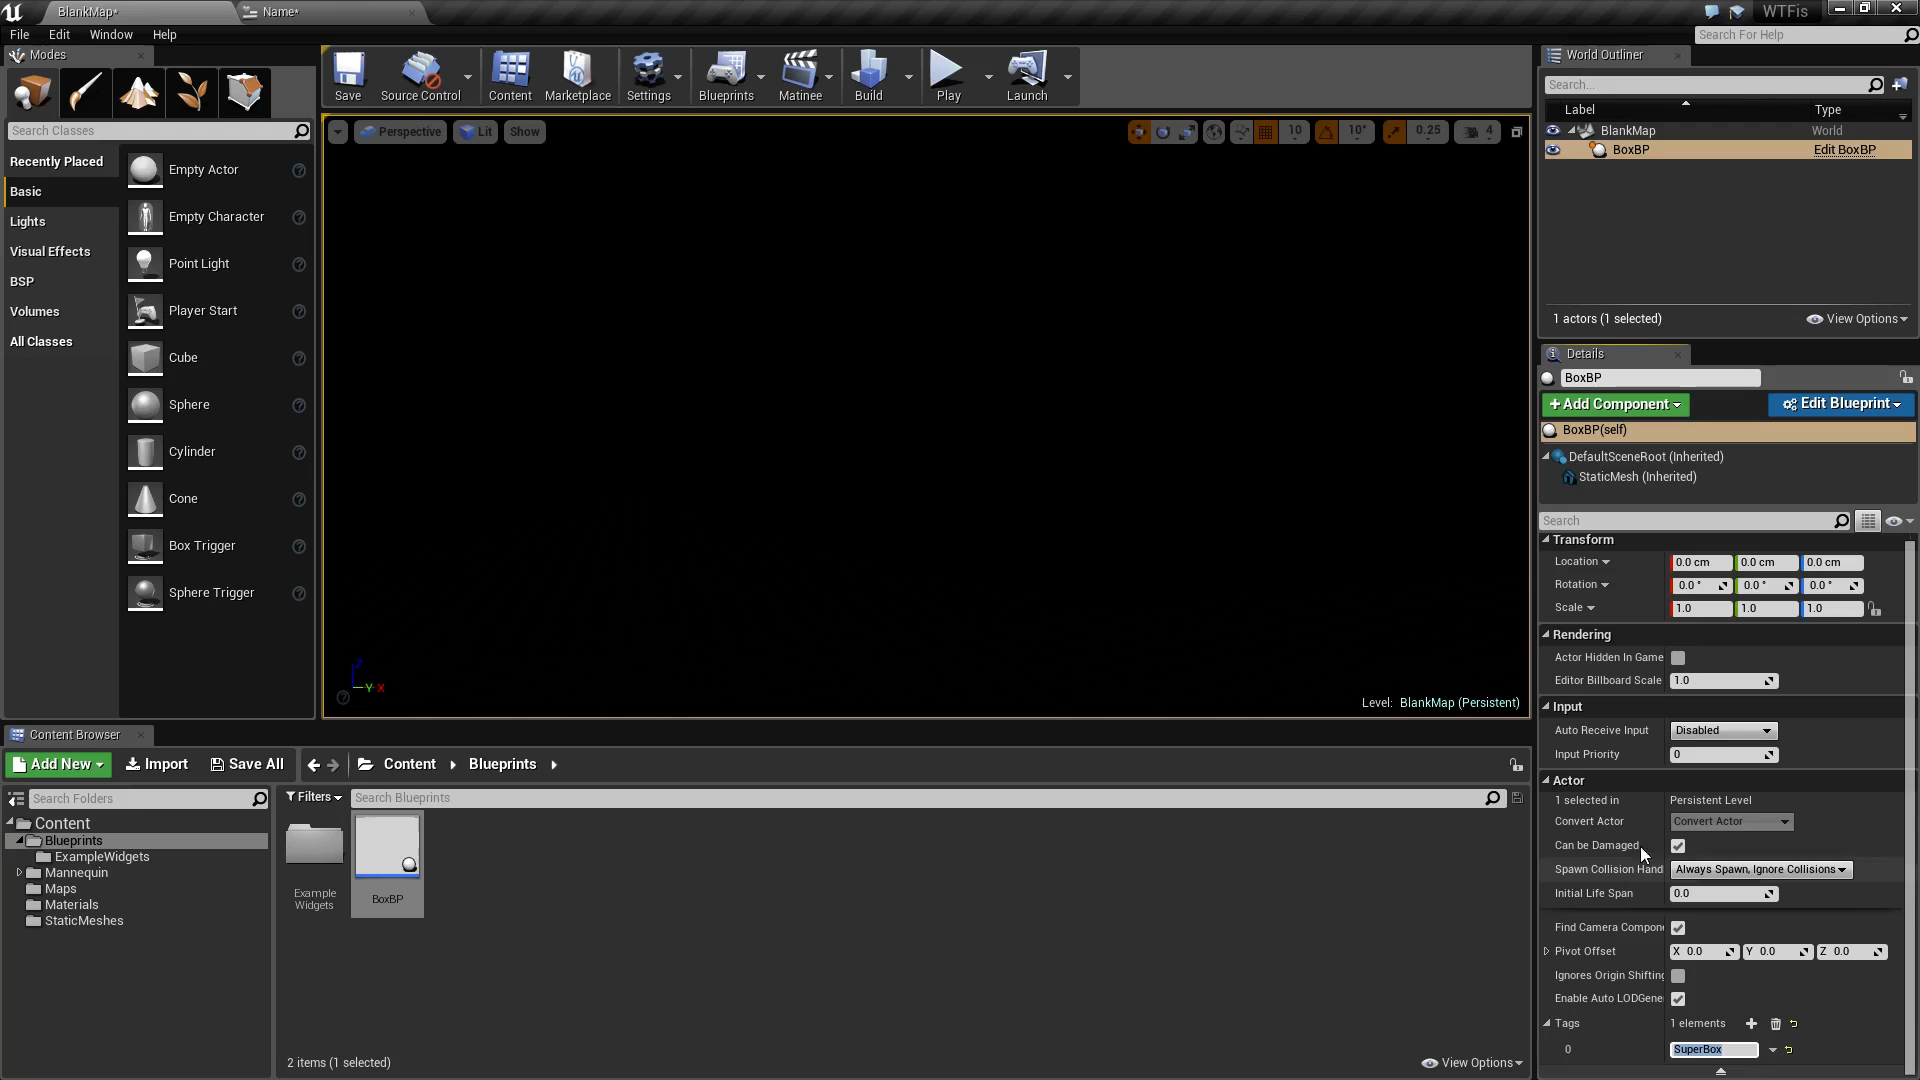 BlankMap*
Name*
WTFis
File Edit Window Help
Search For Help
Modes
Search Classes
Recently Placed
Basic
Lights
Visual Effects
BSP
Volumes
All Classes
Empty Actor
Empty Character
Point Light
Player Start
Cube
Sphere
Cylinder
Cone
Box Trigger
Sphere Trigger
Save
Source Control
Content
Marketplace
Settings
Blueprints
Matinee
Build
Play
Launch
Perspective
Lit
Show
10
10°
0.25
4
Z
Y X
Level: BlankMap (Persistent)
World Outliner
Search...
Label Type
BlankMap World
BoxBP Edit BoxBP
1 actors (1 selected)
View Options
Details
BoxBP
+Add Component
Edit Blueprint
BoxBP(self)
DefaultSceneRoot (Inherited)
StaticMesh (Inherited)
Search
Transform
Location 0.0 cm 0.0 cm 0.0 cm
Rotation 0.0 ° 0.0 ° 0.0 °
Scale 1.0 1.0 1.0
Rendering
Actor Hidden In Game
Editor Billboard Scale 1.0
Input
Auto Receive Input Disabled
Input Priority 0
Actor
1 selected in Persistent Level
Convert Actor Convert Actor
Can be Damaged
Spawn Collision Hand Always Spawn, Ignore Collisions
Initial Life Span 0.0
Find Camera Compone
Pivot Offset X 0.0 Y 0.0 Z 0.0
Ignores Origin Shifting
Enable Auto LODGene
Tags 1 elements
0 SuperBox
Content Browser
Add New
Import
Save All
Content
Blueprints
Search Folders
Filters
Search Blueprints
Content
Blueprints
ExampleWidgets
Mannequin
Maps
Materials
StaticMeshes
Example
Widgets
BoxBP
2 items (1 selected)
View Options